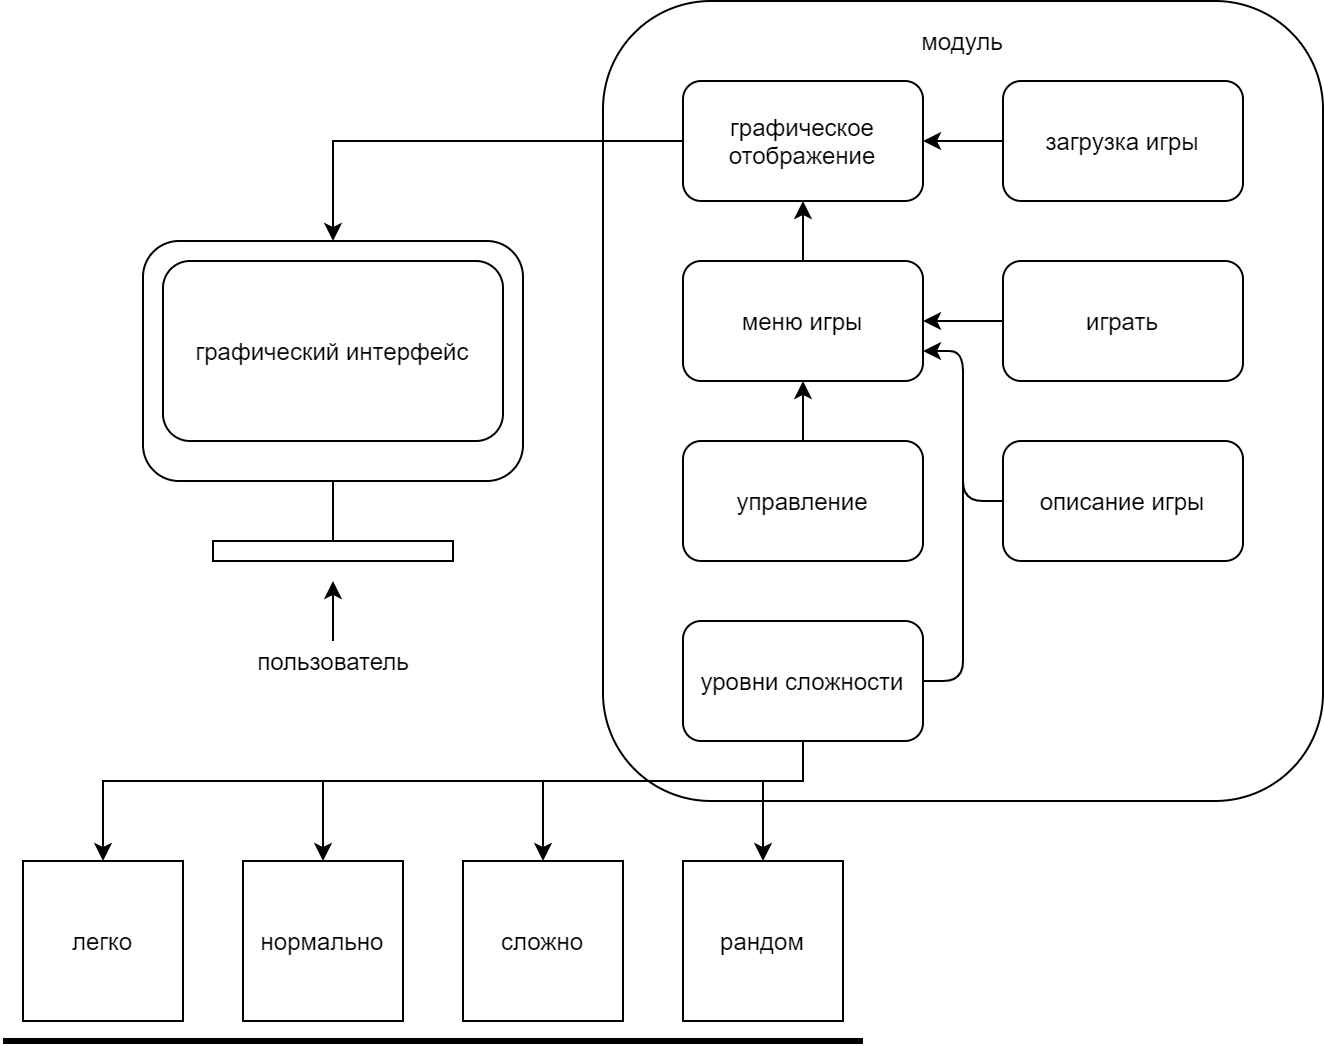 модуль
графическое
отображение
загрузка игры
меню игры
играть
графический интерфейс
управление
описание игры
пользователь
уровни сложности
легко
нормально
сложно
рандом